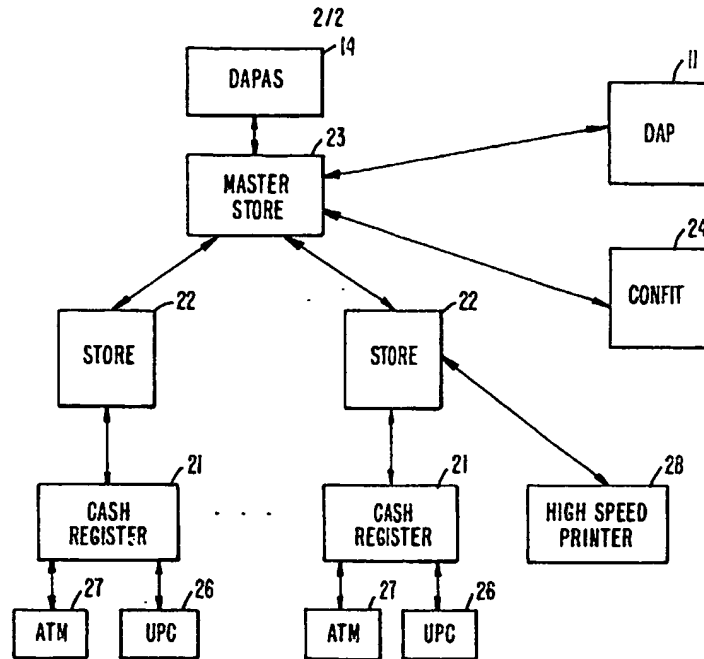 2/2
14
DAPAS
11
DAP
23
MASTER
STORE
24
CONFIT
22
STORE
22
STORE
21
CASH
REGISTER
21
CASH
REGISTER
28
HIGH SPEED
PRINTER
27
ATM
26
UPC
27
ATM
26
UPC